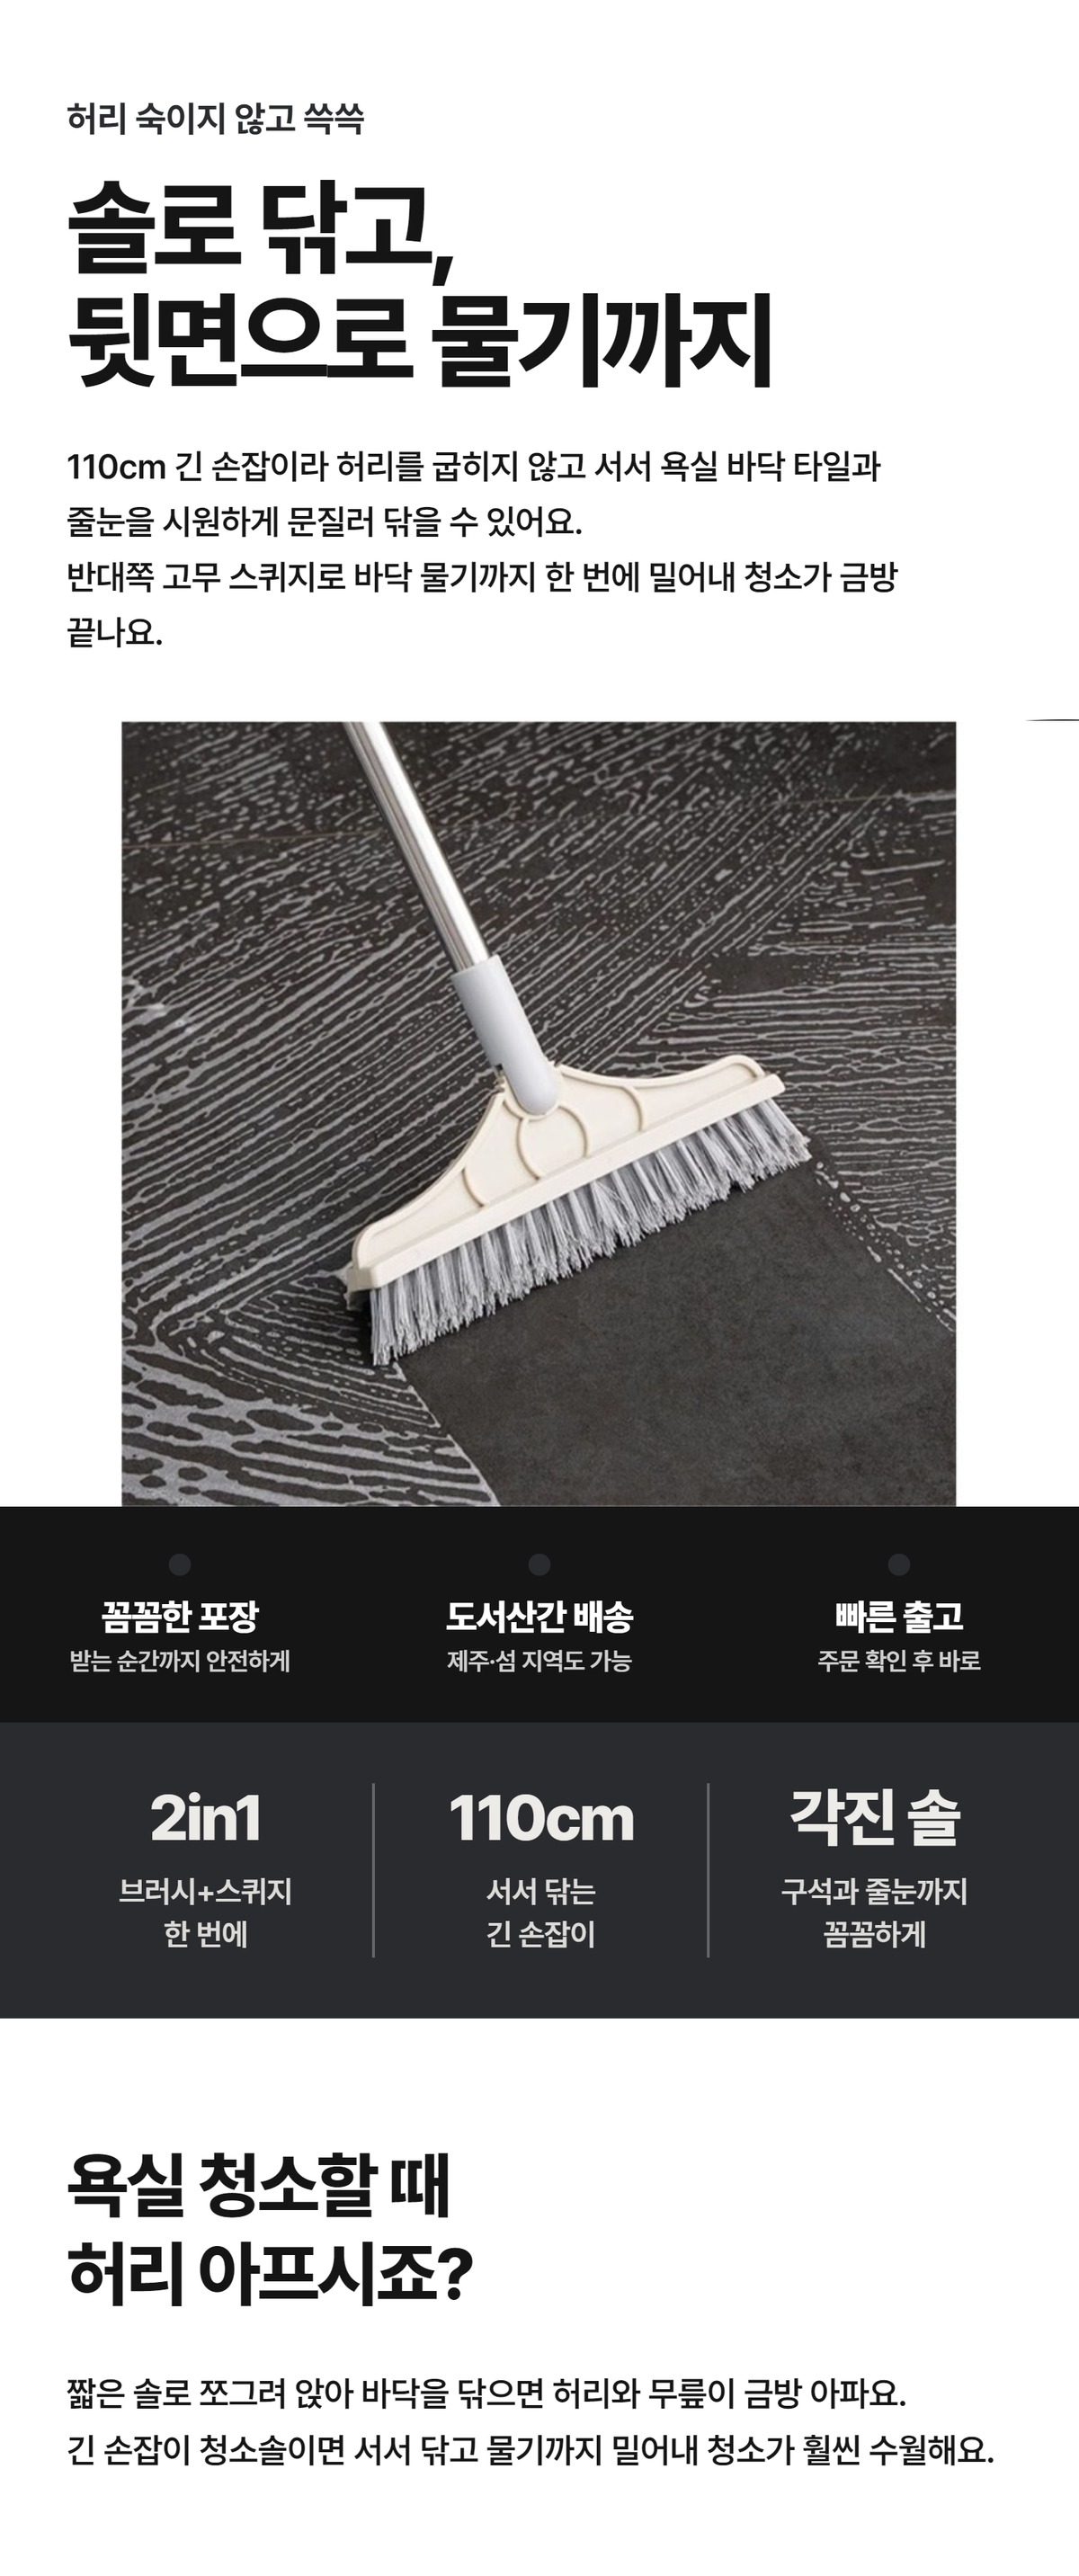 허리 숙이지 않고 쓱쓱
솔로 닦고,
뒷면으로 물기까지
110cm 긴 손잡이라 허리를 굽히지 않고 서서 욕실 바닥 타일과
줄눈을 시원하게 문질러 닦을 수 있어요.
반대쪽 고무 스퀴지로 바닥 물기까지 한 번에 밀어내 청소가 금방
끝나요.
꼼꼼한 포장
받는 순간까지 안전하게
도서산간 배송
제주·섬 지역도 가능
빠른 출고
주문 확인 후 바로
2in1
브러시+스퀴지
한 번에
110cm
서서 닦는
긴 손잡이
각진 솔
구석과 줄눈까지
꼼꼼하게
욕실 청소할 때
허리 아프시죠?
짧은 솔로 쪼그려 앉아 바닥을 닦으면 허리와 무릎이 금방 아파요.
긴 손잡이 청소솔이면 서서 닦고 물기까지 밀어내 청소가 훨씬 수월해요.